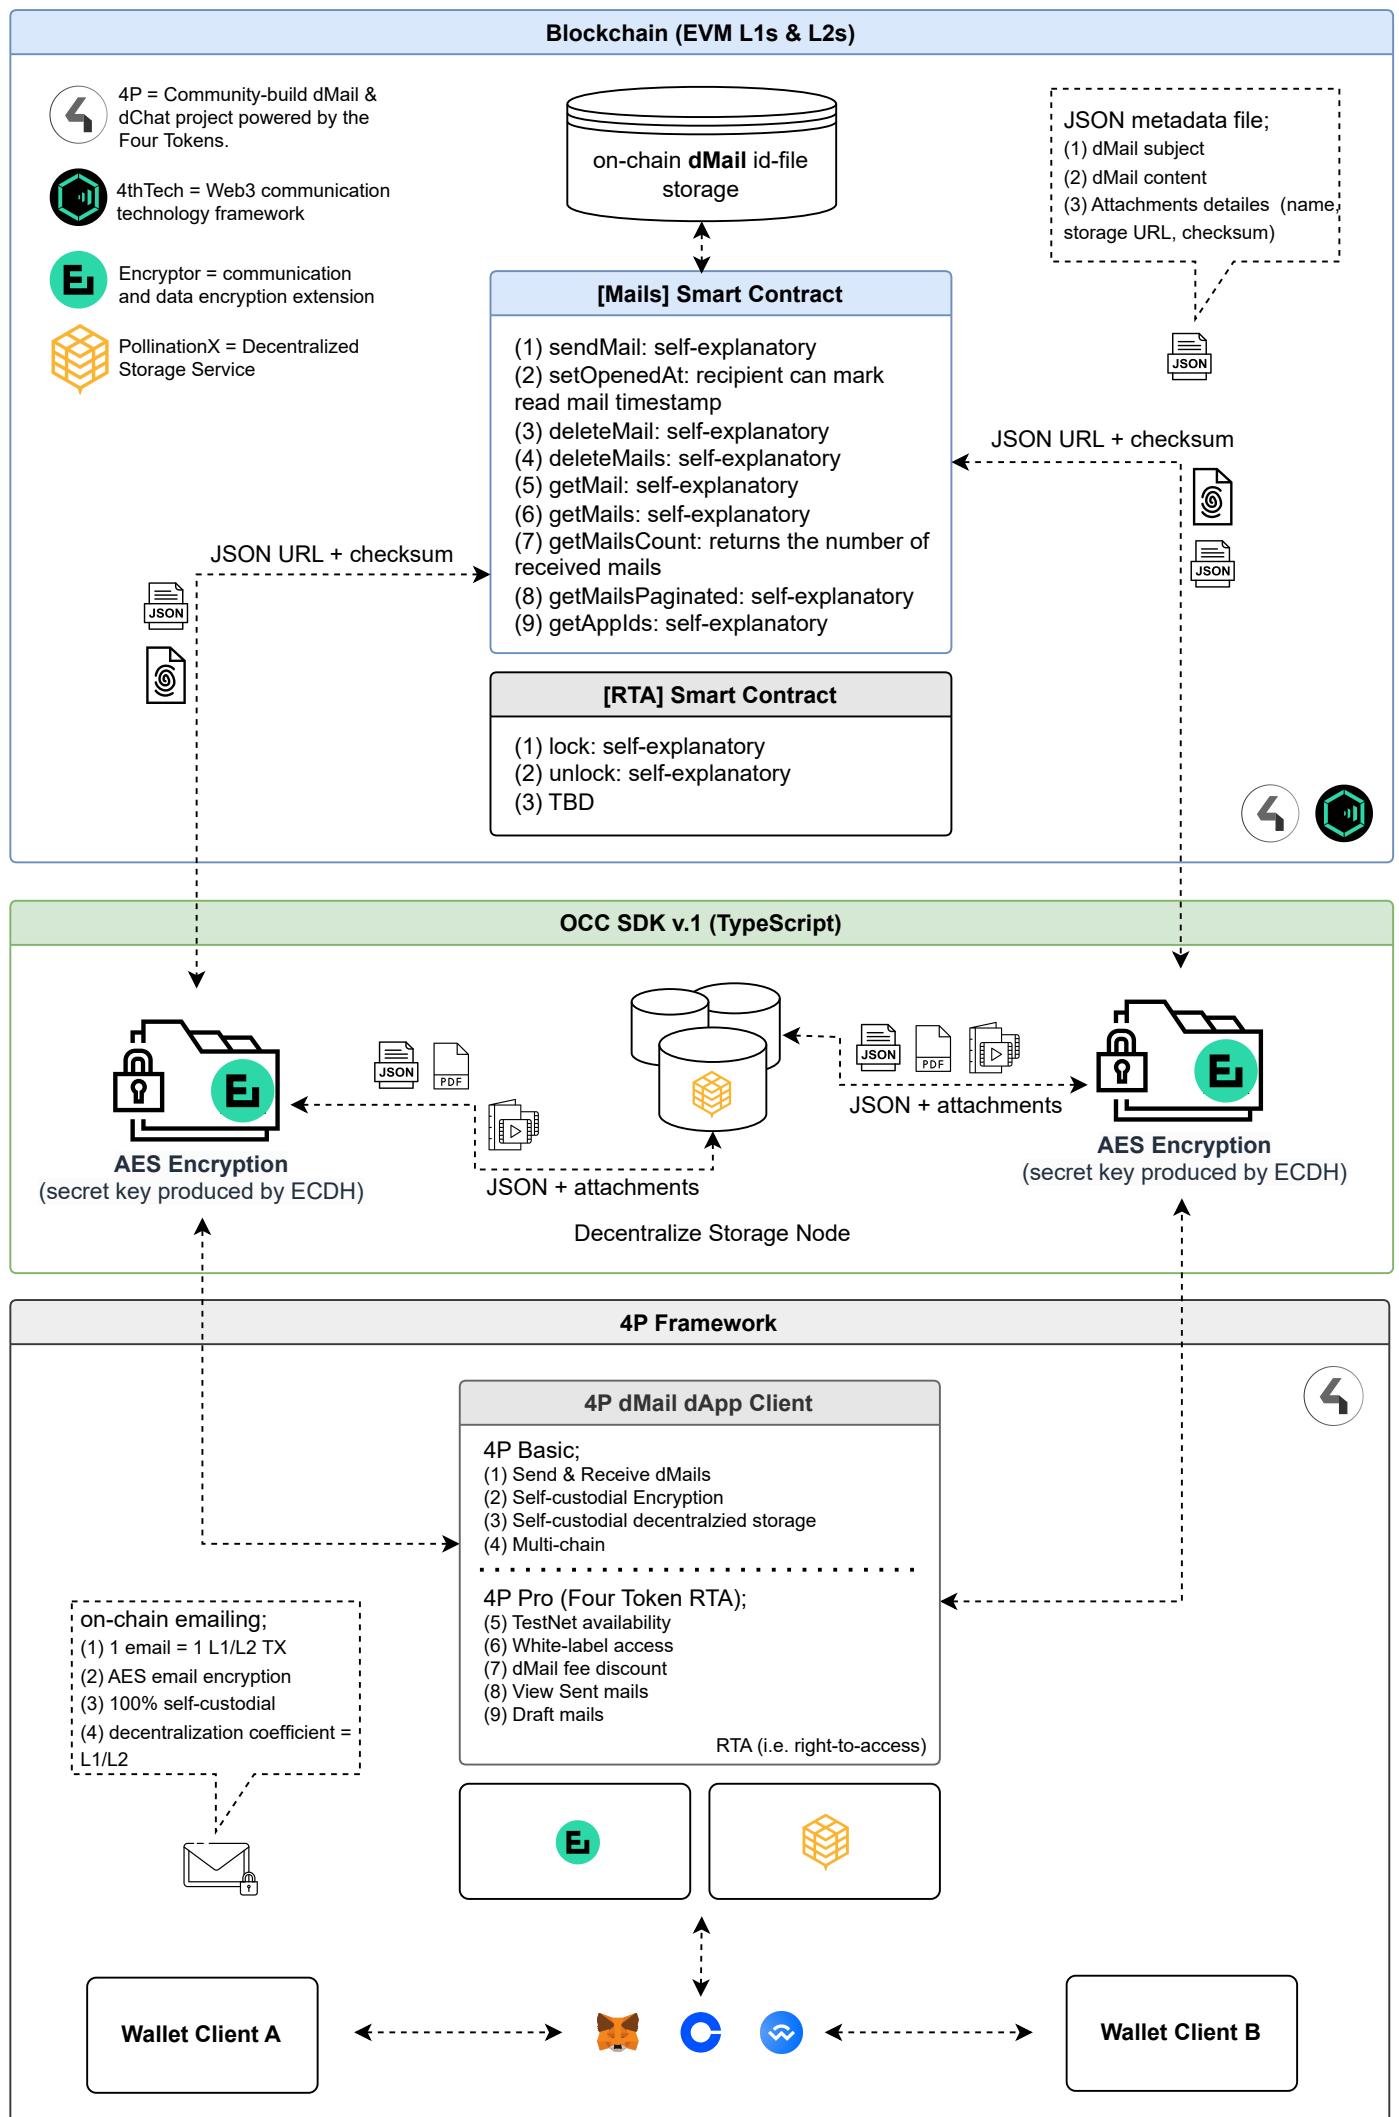 Blockchain (EVM L1s & L2s)
4P = Community-build dMail &
dChat project powered by the
Four Tokens.
4thTech = Web3 communication
technology framework
Encryptor = communication
and data encryption extension
PollinationX = Decentralized
Storage Service
on-chain dMail id-file
storage
JSON metadata file;
(1) dMail subject
(2) dMail content
(3) Attachments detailes (name,
storage URL, checksum)
JSON
[Mails] Smart Contract
(1) sendMail: self-explanatory
(2) setOpenedAt: recipient can mark
read mail timestamp
(3) deleteMail: self-explanatory
(4) deleteMails: self-explanatory
(5) getMail: self-explanatory
(6) getMails: self-explanatory
(7) getMailsCount: returns the number of
received mails
(8) getMailsPaginated: self-explanatory
(9) getAppIds: self-explanatory
JSON URL + checksum
JSON
JSON URL + checksum
JSON
[RTA] Smart Contract
(1) lock: self-explanatory
(2) unlock: self-explanatory
(3) TBD
OCC SDK v.1 (TypeScript)
AES Encryption
(secret key produced by ECDH)
JSON
PDF
JSON + attachments
Decentralize Storage Node
JSON
PDF
JSON + attachments
AES Encryption
(secret key produced by ECDH)
4P Framework
4P dMail dApp Client
4P Basic;
(1) Send & Receive dMails
(2) Self-custodial Encryption
(3) Self-custodial decentralzied storage
(4) Multi-chain
4P Pro (Four Token RTA);
(5) TestNet availability
(6) White-label access
(7) dMail fee discount
(8) View Sent mails
(9) Draft mails
RTA (i.e. right-to-access)
on-chain emailing;
(1) 1 email = 1 L1/L2 TX
(2) AES email encryption
(3) 100% self-custodial
(4) decentralization coefficient =
L1/L2
Wallet Client A
Wallet Client B